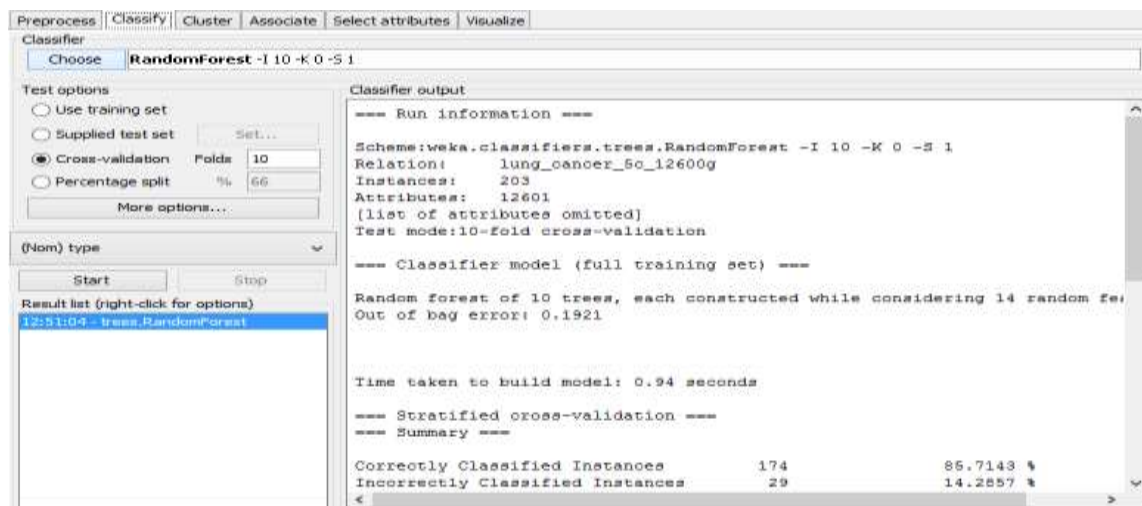 Preprocess Classify Cluster Associate Select attributes Visualize
Classifier
Choose RandomForest -I 10 -K 0 -S 1
Test options
Use training set
Supplied test set Set...
Cross-validation Folds 10
Percentage split % 66
More options...
(Nom) type
Start Stop
Result list (right-click for options)
12:51:04 - trees.RandomForest
Classifier output
=== Run information ===
Scheme:weka.classifiers.trees.RandomForest -I 10 -K 0 -S 1
Relation: lung_cancer_5c_12600g
Instances: 203
Attributes: 12601
[list of attributes omitted]
Test mode:10-fold cross-validation
=== Classifier model (full training set) ===
Random forest of 10 trees, each constructed while considering 14 random fea
Out of bag error: 0.1921
Time taken to build model: 0.94 seconds
=== Stratified cross-validation ===
=== Summary ===
Correctly Classified Instances 174 85.7143 %
Incorrectly Classified Instances 29 14.2857 %